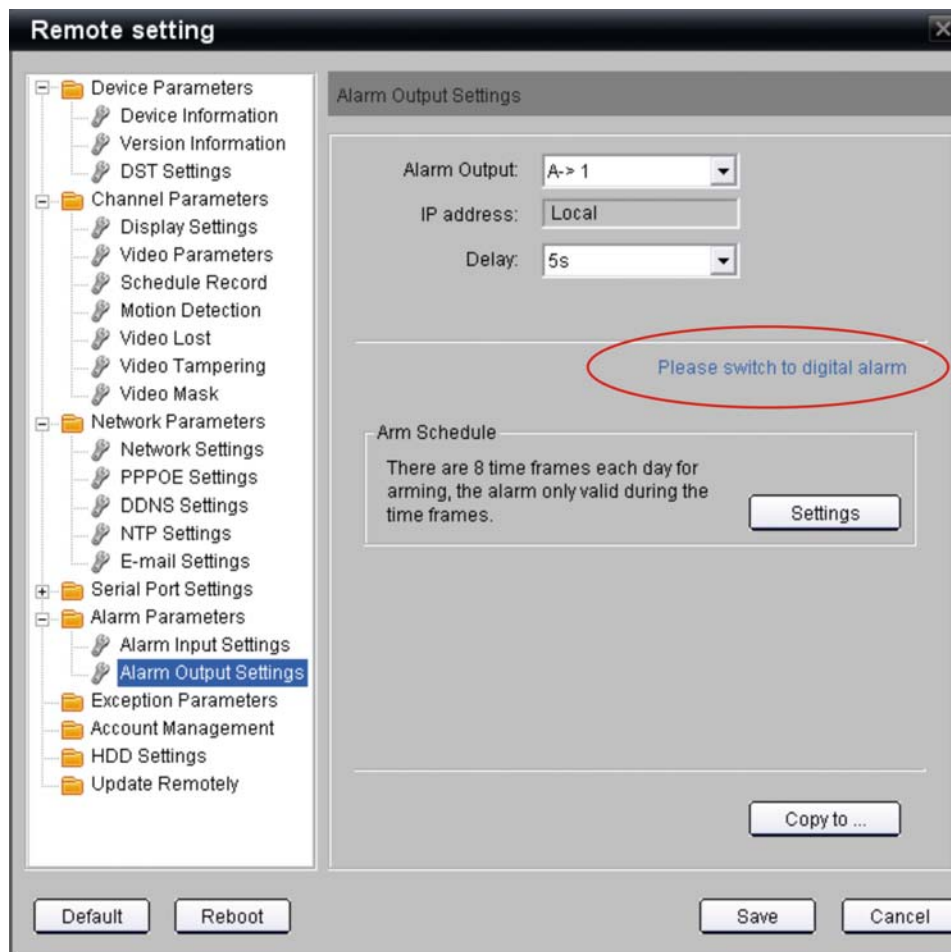 Remote setting
Device Parameters
Device Information
Version Information
DST Settings
Channel Parameters
Display Settings
Video Parameters
Schedule Record
Motion Detection
Video Lost
Video Tampering
Video Mask
Network Parameters
Network Settings
PPPOE Settings
DDNS Settings
NTP Settings
E-mail Settings
Serial Port Settings
Alarm Parameters
Alarm Input Settings
Alarm Output Settings
Exception Parameters
Account Management
HDD Settings
Update Remotely
Alarm Output Settings
Alarm Output: A-> 1
IP address: Local
Delay: 5s
Please switch to digital alarm
Arm Schedule
There are 8 time frames each day for
arming, the alarm only valid during the
time frames.
Settings
Copy to ...
Default
Reboot
Save
Cancel